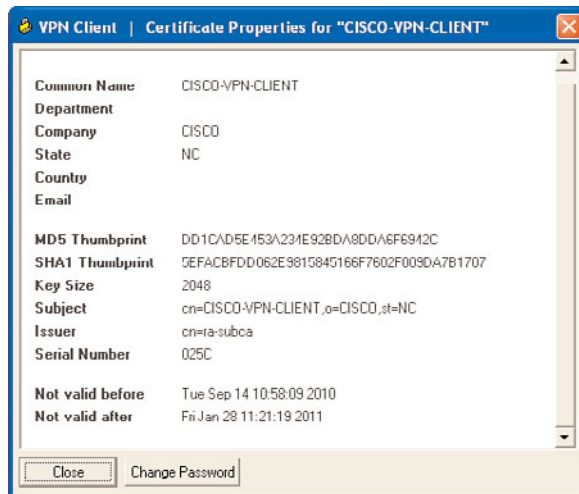 VPN Client | Certificate Properties for "CISCO-VPN-CLIENT"
Common Name CISCO-VPN-CLIENT
Department
Company CISCO
State NC
Country
Email
MD5 Thumbprint DD1CAD5E453A234E92BDA8DDA6F6942C
SHA1 Thumbprint 5EFACBFDD062E9815845166F7602F009DA7B1707
Key Size 2048
Subject cn=CISCO-VPN-CLIENT,o=CISCO,st=NC
Issuer cn=ra-subca
Serial Number 025C
Not valid before Tue Sep 14 10:58:09 2010
Not valid after Fri Jan 28 11:21:19 2011
Close Change Password